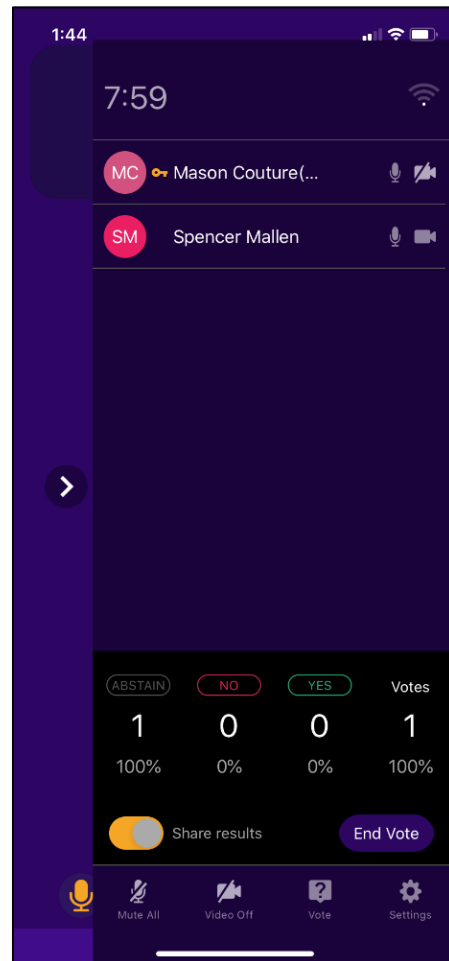 1:44
7:59
MC Mason Couture(...
SM Spencer Mallen
ABSTAIN NO YES Votes
1 0 0 1
100% 0% 0% 100%
Share results End Vote
Mute All Video Off Vote Settings